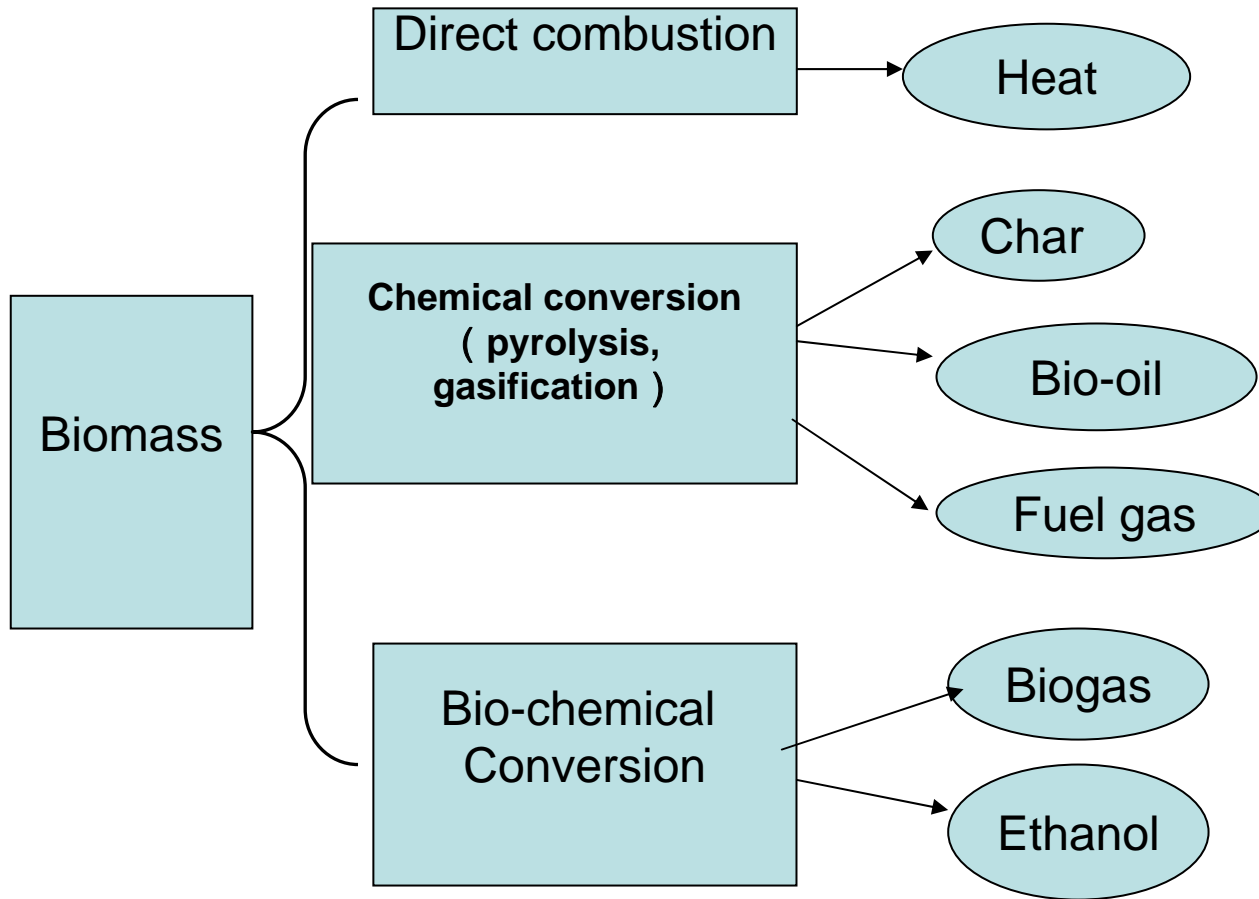 Direct combustion
Heat
Char
Chemical conversion
( pyrolysis,
gasification )
Bio-oil
Biomass
Fuel gas
Biogas
Bio-chemical
Conversion
Ethanol